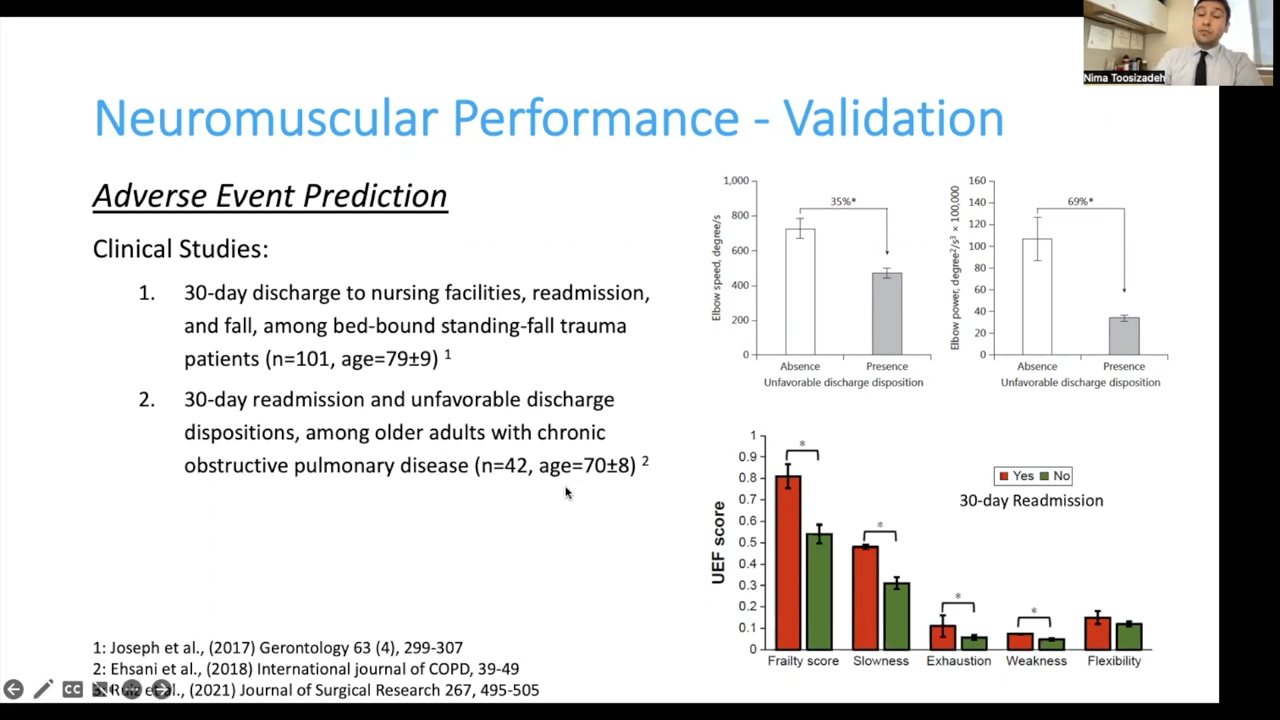 Nima Toosizadeh
Neuromuscular Performance - Validation
Adverse Event Prediction
Clinical Studies:
1. 30-day discharge to nursing facilities, readmission,
and fall, among bed-bound standing-fall trauma
patients (n=101, age=79±9) 1
2. 30-day readmission and unfavorable discharge
dispositions, among older adults with chronic
obstructive pulmonary disease (n=42, age=70±8) 2
1: Joseph et al., (2017) Gerontology 63 (4), 299-307
2: Ehsani et al., (2018) International journal of COPD, 39-49
al., (2021) Journal of Surgical Research 267, 495-505
CC
Elbow speed, degree/s
1,000
800
600
400
200
0
35%*
Absence Presence
Unfavorable discharge disposition
Elbow power, degree²/s³ × 100,000
160
140
120
100
80
60
40
20
0
69%*
Absence Presence
Unfavorable discharge disposition
UEF score
1
0.9
0.8
0.7
0.6
0.5
0.4
0.3
0.2
0.1
0
* * * *
Yes No
30-day Readmission
Frailty score Slowness Exhaustion Weakness Flexibility